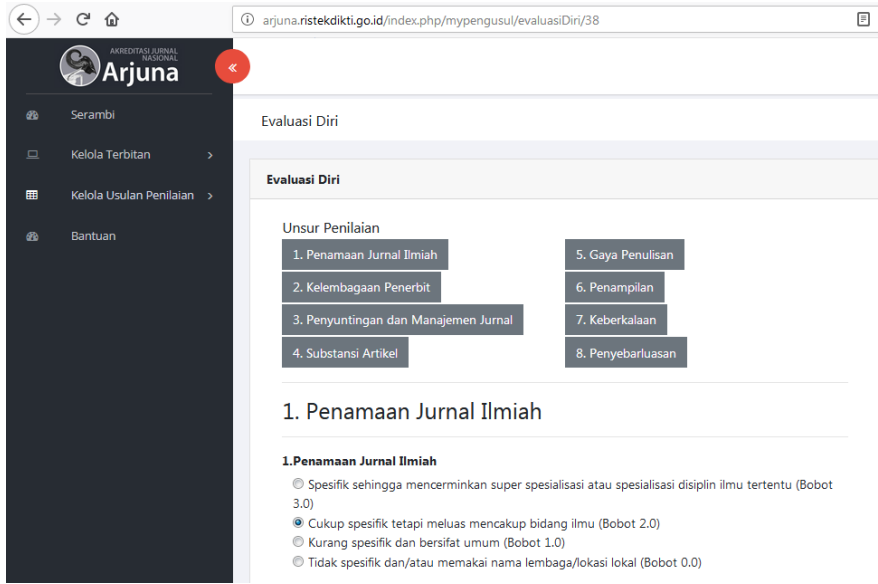 arjuna.ristekdikti.go.id/index.php/mypengusul/evaluasiDiri/38
AKREDITASI JURNAL
NASIONAL
Arjuna
Serambi
Kelola Terbitan
Kelola Usulan Penilaian
Bantuan
Evaluasi Diri
Evaluasi Diri
Unsur Penilaian
1. Penamaan Jurnal Ilmiah
2. Kelembagaan Penerbit
3. Penyuntingan dan Manajemen Jurnal
4. Substansi Artikel
5. Gaya Penulisan
6. Penampilan
7. Keberkalaan
8. Penyebarluasan
1. Penamaan Jurnal Ilmiah
1.Penamaan Jurnal Ilmiah
Spesifik sehingga mencerminkan super spesialisasi atau spesialisasi disiplin ilmu tertentu (Bobot
3.0)
Cukup spesifik tetapi meluas mencakup bidang ilmu (Bobot 2.0)
Kurang spesifik dan bersifat umum (Bobot 1.0)
Tidak spesifik dan/atau memakai nama lembaga/lokasi lokal (Bobot 0.0)